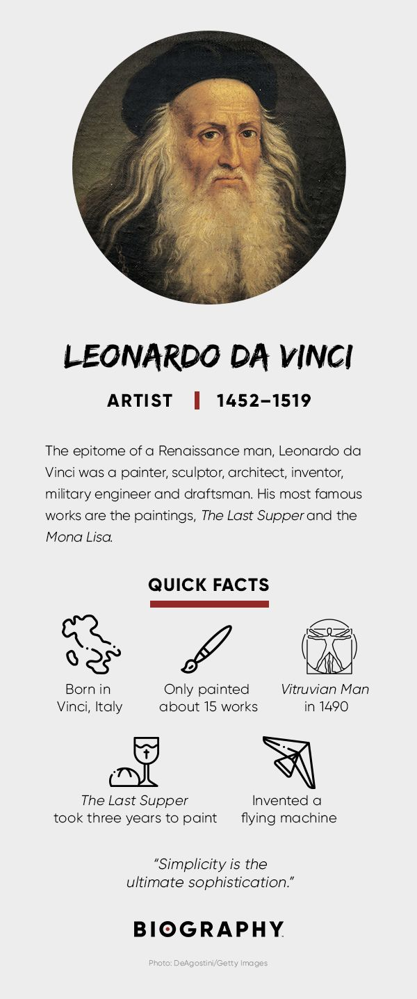 LEONARDO DA VINCI
ARTIST 1452–1519
The epitome of a Renaissance man, Leonardo da
Vinci was a painter, sculptor, architect, inventor,
military engineer and draftsman. His most famous
works are the paintings, The Last Supper and the
Mona Lisa.
QUICK FACTS
Born in
Vinci, Italy
Only painted
about 15 works
Vitruvian Man
in 1490
The Last Supper
took three years to paint
Invented a
flying machine
“Simplicity is the
ultimate sophistication.”
BIOGRAPHY
Photo: DeAgostini/Getty Images